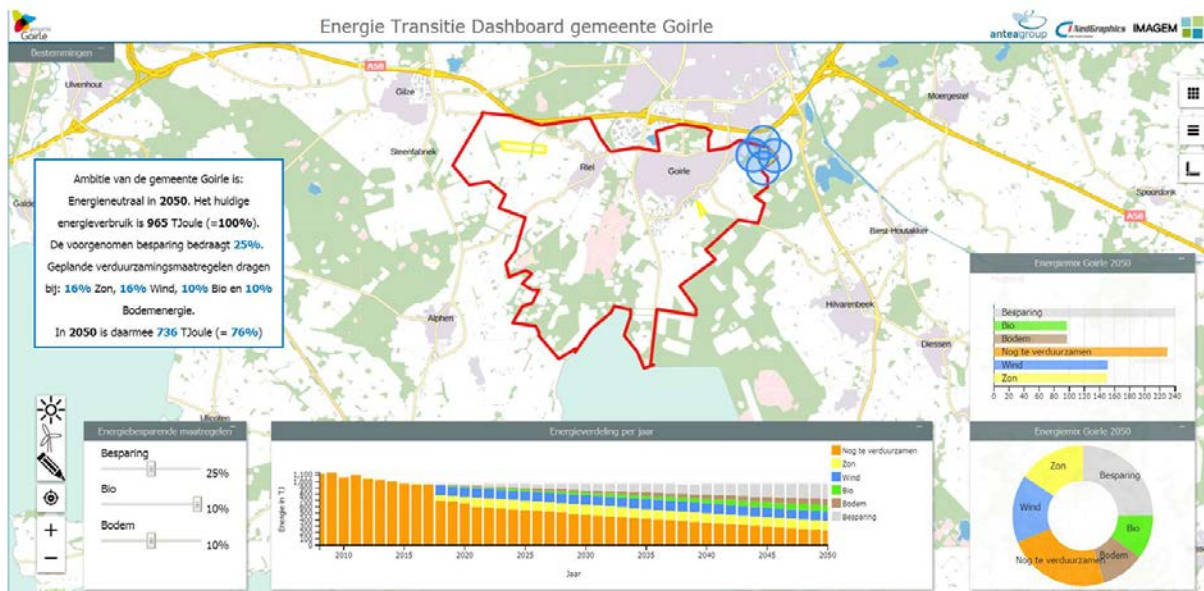 gemeente
Goirle
Energie Transitie Dashboard gemeente Goirle
anteagroup
NedGraphics
IMAGEM
Bestemmingen
Ulvenhout
A58
Gilze
Moergestel
Steenfabriek
Riel
Goirle
Spoordonk
A58
Biest-Houtakker
Hilvarenbeek
Alphen
Diessen
Ambitie van de gemeente Goirle is:
Energieneutraal in 2050. Het huidige
energieverbruik is 965 TJoule (=100%).
De voorgenomen besparing bedraagt 25%.
Geplande verduurzamingsmaatregelen dragen
bij: 16% Zon, 16% Wind, 10% Bio en 10%
Bodemenergie.
In 2050 is daarmee 736 TJoule (= 76%)
Energiemix Goirle 2050
Besparing
Bio
Bodem
Nog te verduurzamen
Wind
Zon
0 20 40 60 80 100 120 140 160 180 200 220 240
Energiebesparende maatregelen
Besparing
25%
Bio
10%
Bodem
10%
+
−
Energieverdeling per jaar
Energie in TJ
1,100
1,000
900
800
700
600
500
400
300
200
100
0
2010 2015 2020 2025 2030 2035 2040 2045 2050
Jaar
Nog te verduurzamen
Zon
Wind
Bio
Bodem
Besparing
Energiemix Goirle 2050
Zon
Besparing
Wind
Bio
Nog te verduurzamen
Bodem